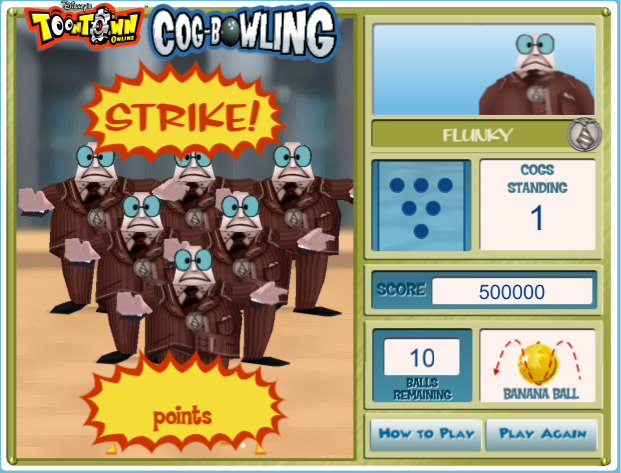 Disney's
TOONTOWN
ONLINE
COG-BOWLING
STRIKE!
points
FLUNKY
COGS
STANDING
1
SCORE
500000
10
BALLS
REMAINING
BANANA BALL
HOW TO PLAY
PLAY AGAIN